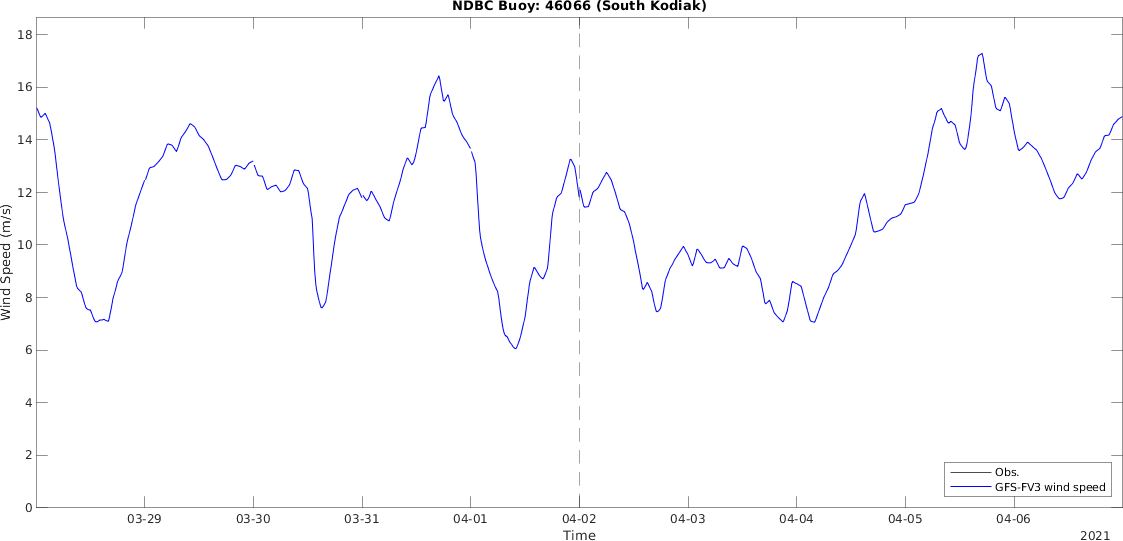 NDBC Buoy: 46066 (South Kodiak)
18
16
14
12
10
8
6
4
2
0
Wind Speed (m/s)
03-29 03-30 03-31 04-01 04-02 04-03 04-04 04-05 04-06
Time
2021
Obs.
GFS-FV3 wind speed